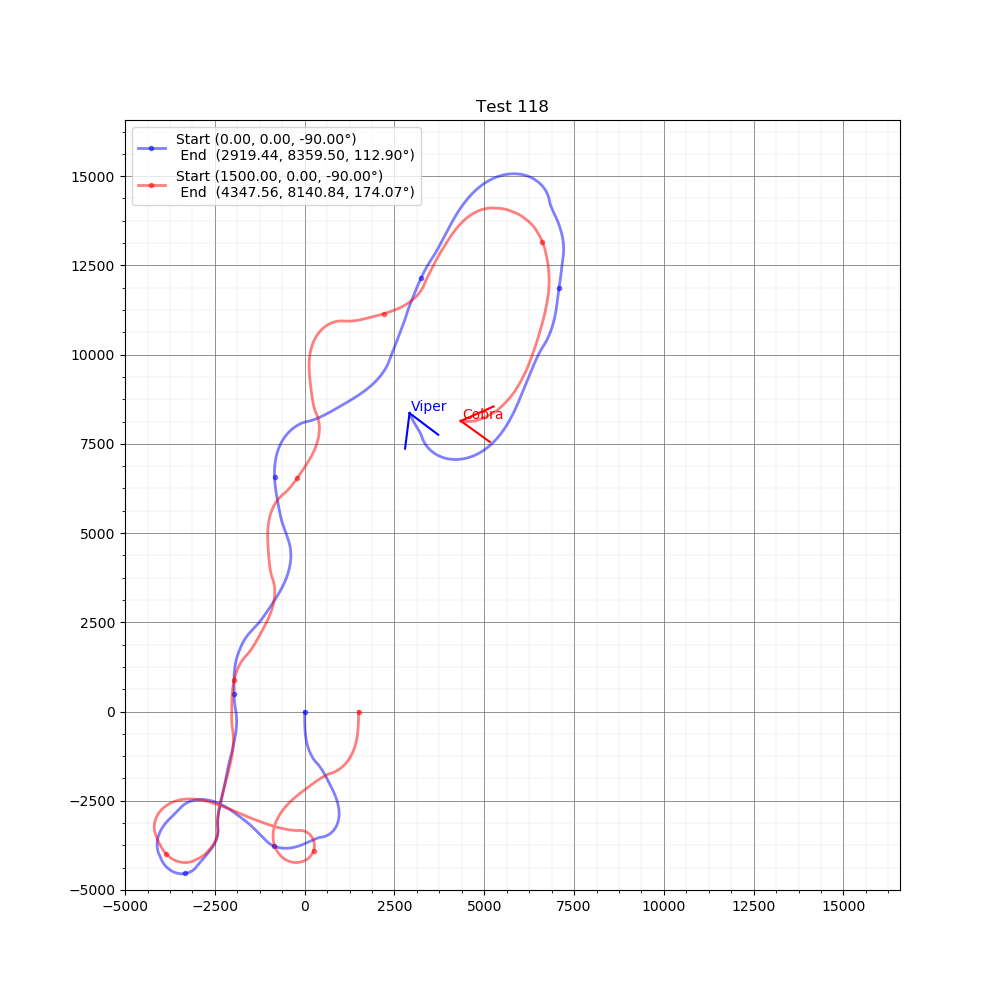 Test 118
Start (0.00, 0.00, -90.00°)
End (2919.44, 8359.50, 112.90°)
Start (1500.00, 0.00, -90.00°)
End (4347.56, 8140.84, 174.07°)
15000
12500
10000
7500
5000
2500
0
−2500
−5000
Viper
Cobra
−5000 −2500 0 2500 5000 7500 10000 12500 15000